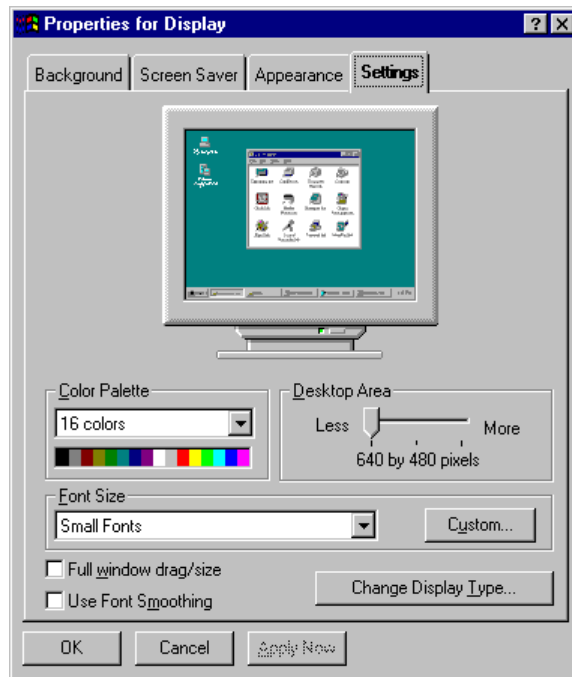 Properties for Display
Background Screen Saver Appearance Settings
Color Palette
16 colors
Desktop Area
Less More
640 by 480 pixels
Font Size
Small Fonts
Custom...
Full window drag/size
Use Font Smoothing
Change Display Type...
OK Cancel Apply Now